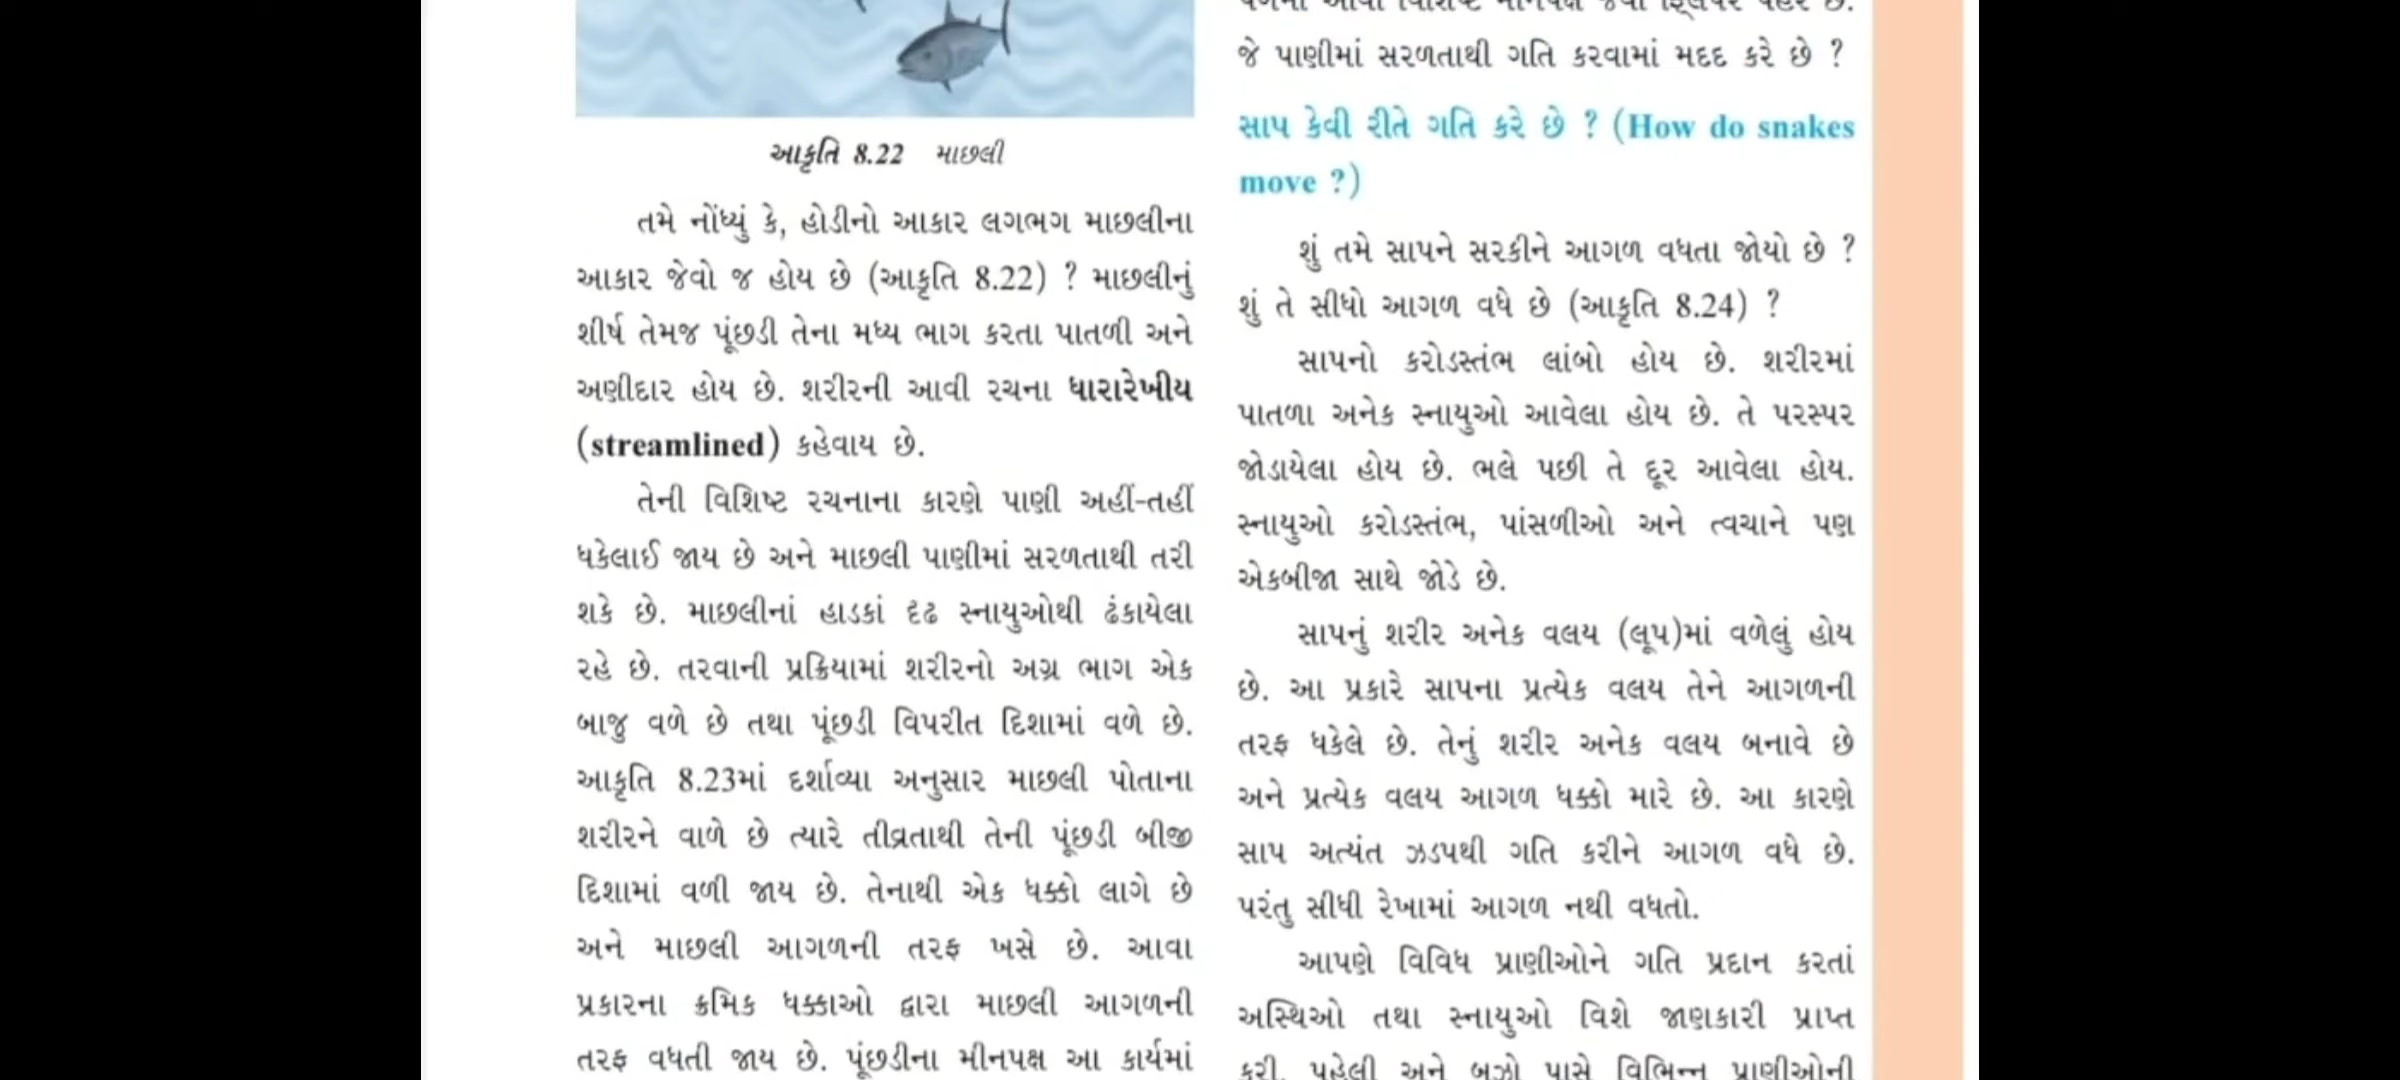 આકૃતિ 8.22 માછલી
તમે નોંધ્યું કે, હોડીનો આકાર લગભગ માછલીના
આકાર જેવો જ હોય છે (આકૃતિ 8.22) ? માછલીનું
શીર્ષ તેમજ પૂંછડી તેના મધ્ય ભાગ કરતા પાતળી અને
અણીદાર હોય છે. શરીરની આવી રચના ધારારેખીય
(streamlined) કહેવાય છે.
તેની વિશિષ્ટ રચનાના કારણે પાણી અહીં-તહીં
ધકેલાઈ જાય છે અને માછલી પાણીમાં સરળતાથી તરી
શકે છે. માછલીનાં હાડકાં દૃઢ સ્નાયુઓથી ઢંકાયેલા
રહે છે. તરવાની પ્રક્રિયામાં શરીરનો અગ્ર ભાગ એક
બાજુ વળે છે તથા પૂંછડી વિપરીત દિશામાં વળે છે.
આકૃતિ 8.23માં દર્શાવ્યા અનુસાર માછલી પોતાના
શરીરને વાળે છે ત્યારે તીવ્રતાથી તેની પૂંછડી બીજી
દિશામાં વળી જાય છે. તેનાથી એક ધક્કો લાગે છે
અને માછલી આગળની તરફ ખસે છે. આવા
પ્રકારના ક્રમિક ધક્કાઓ દ્વારા માછલી આગળની
તરફ વધતી જાય છે. પૂંછડીના મીનપક્ષ આ કાર્યમાં
જે પાણીમાં સરળતાથી ગતિ કરવામાં મદદ કરે છે ?
સાપ કેવી રીતે ગતિ કરે છે ? (How do snakes
move ?)
શું તમે સાપને સરકીને આગળ વધતા જોયો છે ?
શું તે સીધો આગળ વધે છે (આકૃતિ 8.24) ?
સાપનો કરોડસ્તંભ લાંબો હોય છે. શરીરમાં
પાતળા અનેક સ્નાયુઓ આવેલા હોય છે. તે પરસ્પર
જોડાયેલા હોય છે. ભલે પછી તે દૂર આવેલા હોય.
સ્નાયુઓ કરોડસ્તંભ, પાંસળીઓ અને ત્વચાને પણ
એકબીજા સાથે જોડે છે.
સાપનું શરીર અનેક વલય (લૂપ)માં વળેલું હોય
છે. આ પ્રકારે સાપના પ્રત્યેક વલય તેને આગળની
તરફ ધકેલે છે. તેનું શરીર અનેક વલય બનાવે છે
અને પ્રત્યેક વલય આગળ ધક્કો મારે છે. આ કારણે
સાપ અત્યંત ઝડપથી ગતિ કરીને આગળ વધે છે.
પરંતુ સીધી રેખામાં આગળ નથી વધતો.
આપણે વિવિધ પ્રાણીઓને ગતિ પ્રદાન કરતાં
અસ્થિઓ તથા સ્નાયુઓ વિશે જાણકારી પ્રાપ્ત
કરી. પહેલી અને બૂઝો પાસે વિભિન્ન પ્રાણીઓની